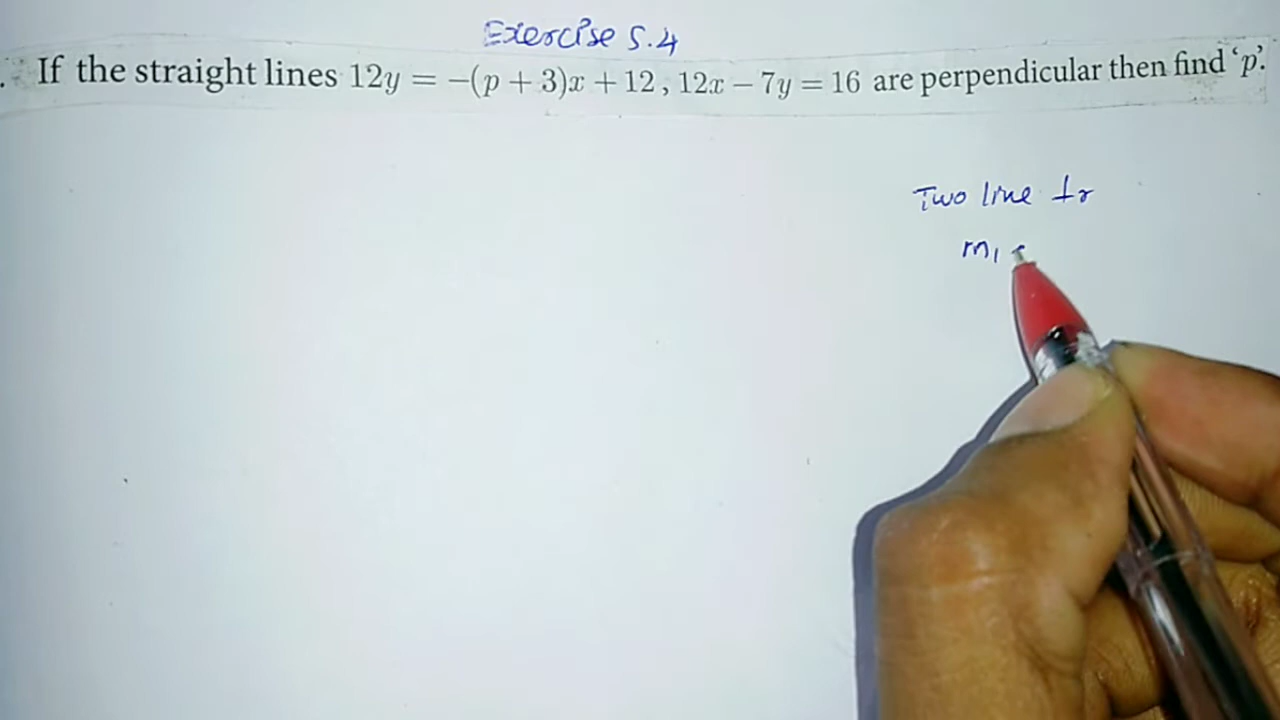 Exercise 5.4
. If the straight lines 12y = −(p + 3)x + 12 , 12x − 7y = 16 are perpendicular then find ‘p’.
Two line ⊥r
m₁